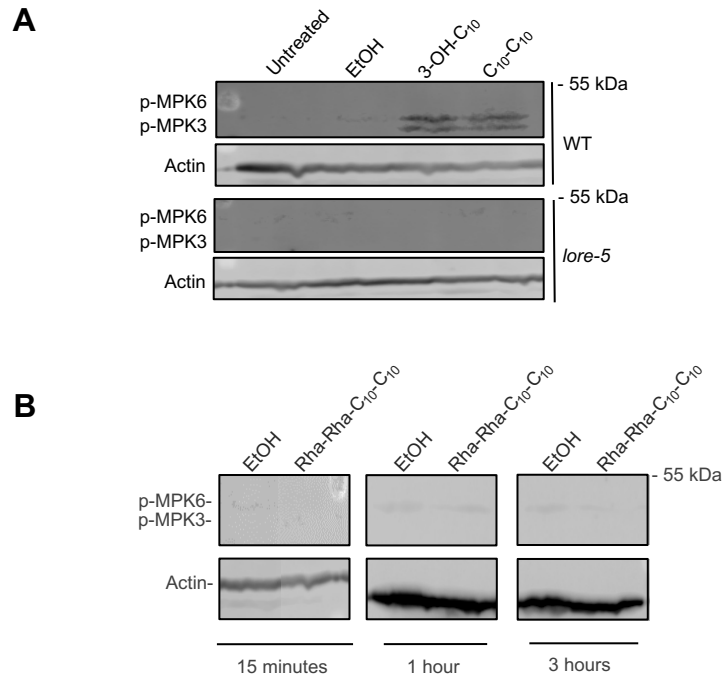 A
Untreated
EtOH
3-OH-C₁₀
C₁₀-C₁₀
- 55 kDa
p-MPK6
p-MPK3
WT
Actin
- 55 kDa
p-MPK6
p-MPK3
lore-5
Actin
B
EtOH
Rha-Rha-C₁₀-C₁₀
EtOH
Rha-Rha-C₁₀-C₁₀
EtOH
Rha-Rha-C₁₀-C₁₀
- 55 kDa
p-MPK6-
p-MPK3-
Actin-
15 minutes
1 hour
3 hours